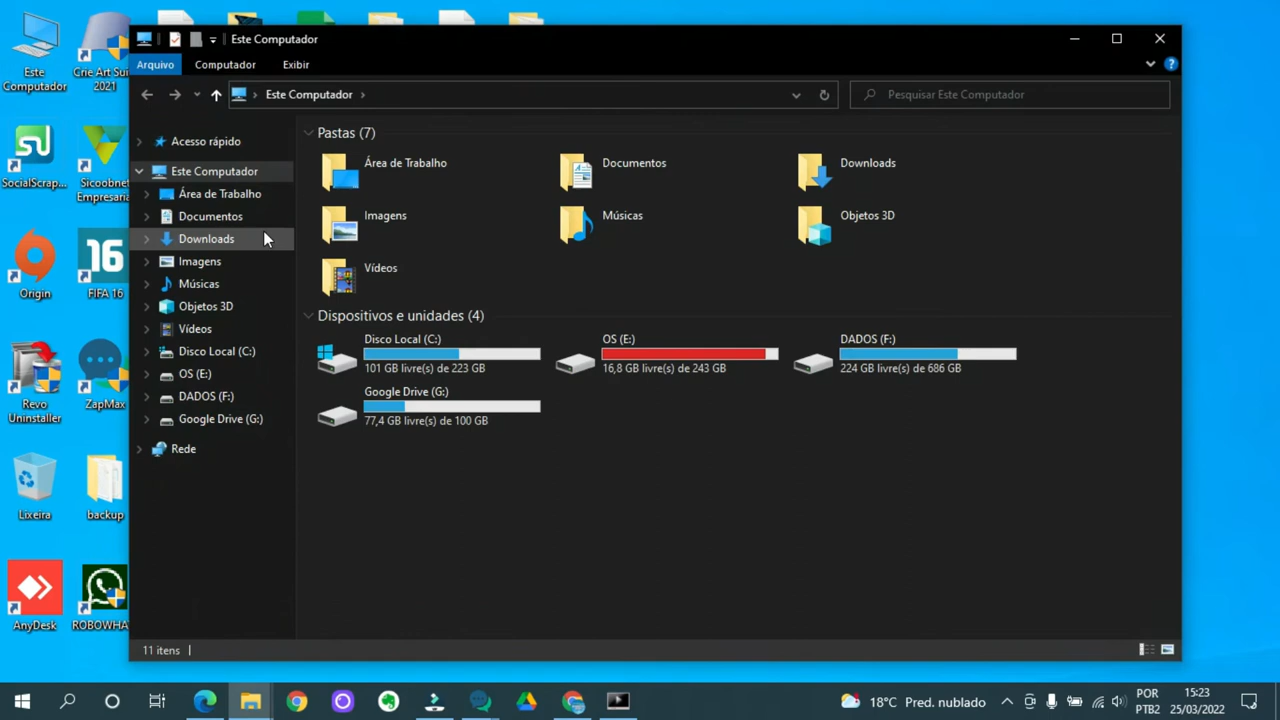 Este Computador
Arquivo
Computador
Exibir
Este Computador
Pesquisar Este Computador
Acesso rápido
Este Computador
Área de Trabalho
Documentos
Downloads
Imagens
Músicas
Objetos 3D
Vídeos
Disco Local (C:)
OS (E:)
DADOS (F:)
Google Drive (G:)
Rede
Pastas (7)
Área de Trabalho
Documentos
Downloads
Imagens
Músicas
Objetos 3D
Vídeos
Dispositivos e unidades (4)
Disco Local (C:)
101 GB livre(s) de 223 GB
OS (E:)
16,8 GB livre(s) de 243 GB
DADOS (F:)
224 GB livre(s) de 686 GB
Google Drive (G:)
77,4 GB livre(s) de 100 GB
11 itens
Este
Computador
Crie Art Su
2021
SocialScrap...
Sicoobnet
Empresaria
Origin
16
FIFA 16
Revo
Uninstaller
ZapMax
Lixeira
backup
AnyDesk
ROBOWHA
18°C Pred. nublado
POR
PTB2
15:23
25/03/2022